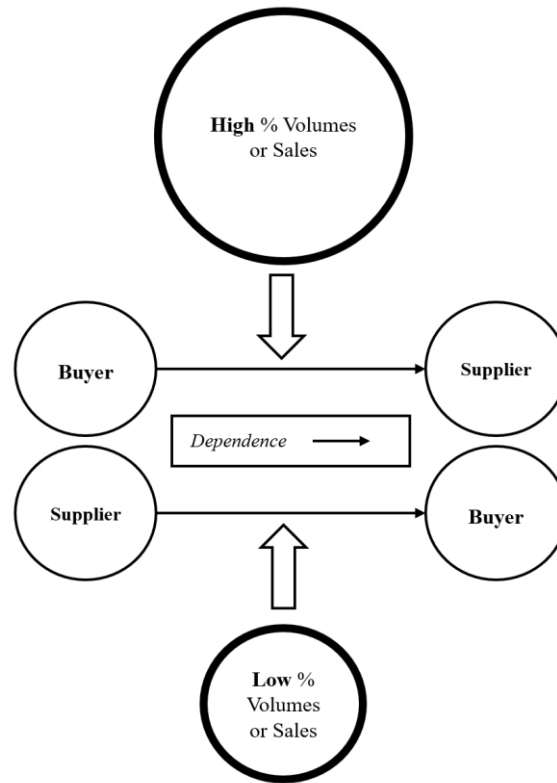 High % Volumes
or Sales
Buyer
Supplier
Dependence
Supplier
Buyer
Low %
Volumes
or Sales